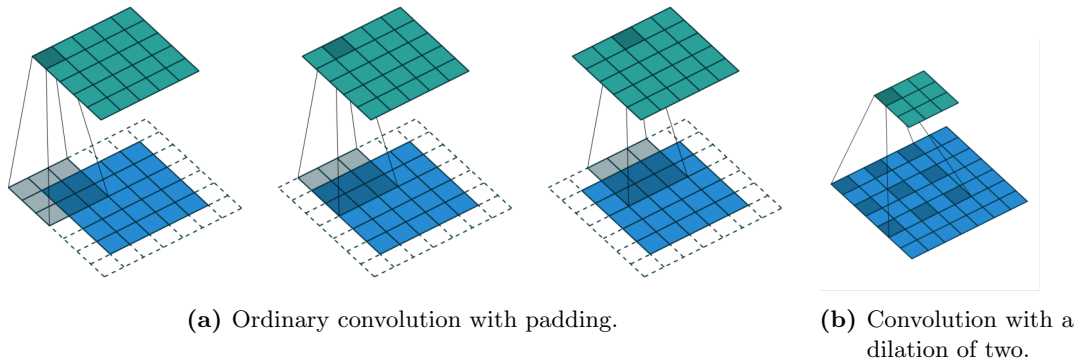 (a) Ordinary convolution with padding.
(b) Convolution with a
dilation of two.